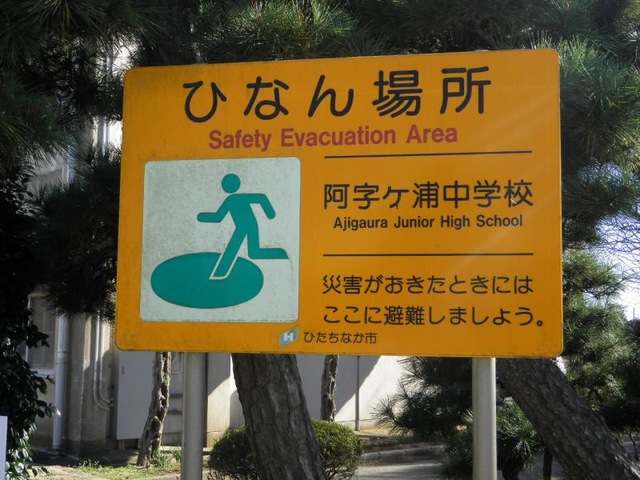 ひなん場所
Safety Evacuation Area
阿字ケ浦中学校
Ajigaura Junior High School
災害がおきたときには
ここに避難しましょう。
ひたちなか市